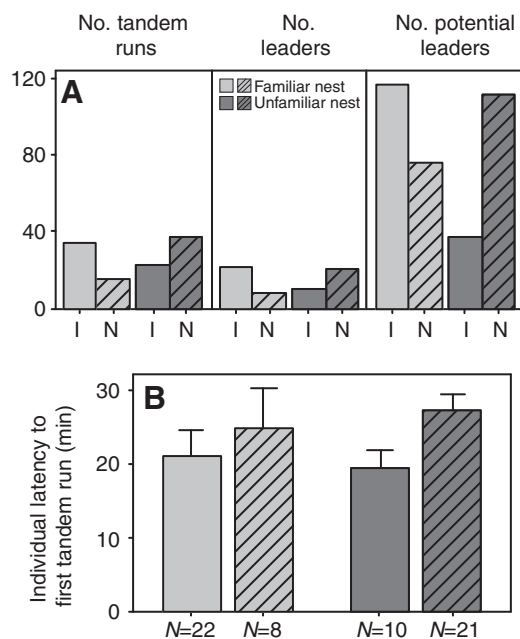 No. tandem runs
No. leaders
No. potential leaders
A
Familiar nest
Unfamiliar nest
120
80
40
0
I N I N
I N I N
I N I N
B
Individual latency to
first tandem run (min)
30
20
10
0
N=22 N=8 N=10 N=21